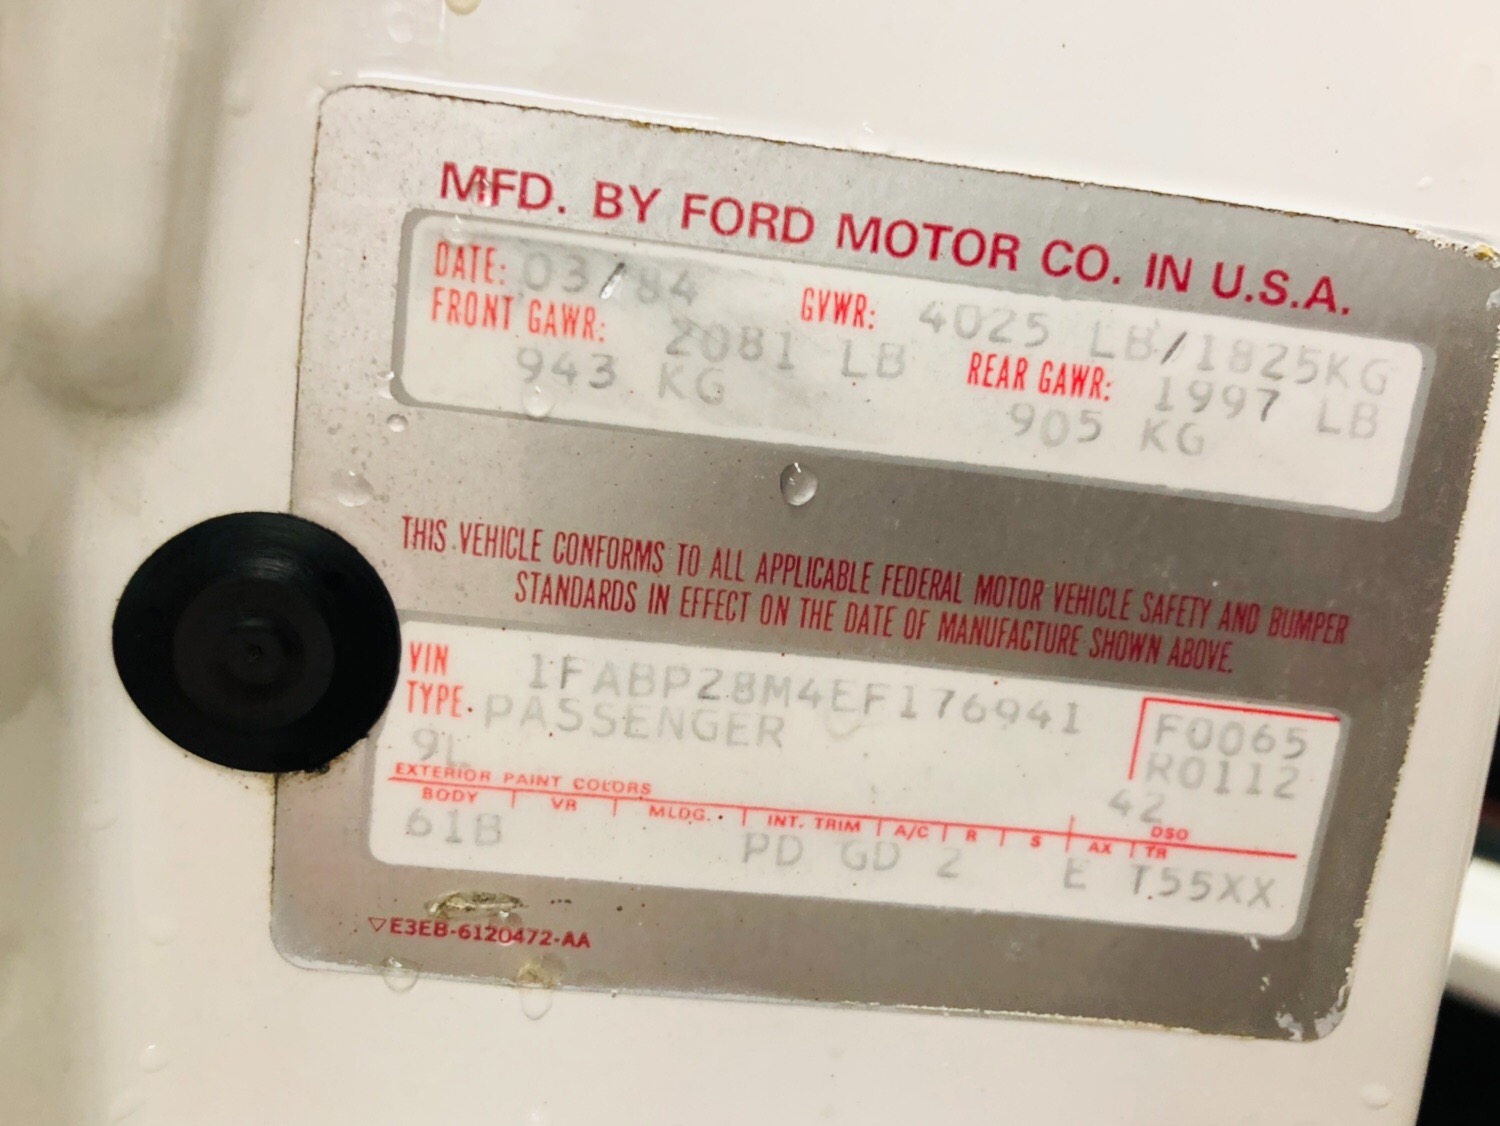 MFD. BY FORD MOTOR CO. IN U.S.A.
DATE: 03/84 GVWR: 4025 LB/1825KG
FRONT GAWR: 2081 LB REAR GAWR: 1997 LB
943 KG 905 KG
THIS VEHICLE CONFORMS TO ALL APPLICABLE FEDERAL MOTOR VEHICLE SAFETY AND BUMPER
STANDARDS IN EFFECT ON THE DATE OF MANUFACTURE SHOWN ABOVE.
VIN 1FABP28M4EF176941 F0065
TYPE. PASSENGER R0112
9L 42
EXTERIOR PAINT COLORS DSO
BODY VR MLDG. INT. TRIM A/C R S AX TR
61B PD GD 2 E T55XX
▽E3EB-6120472-AA